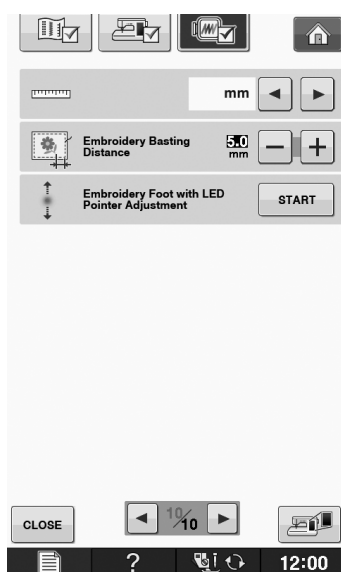 mm
Embroidery Basting
Distance
5.0
mm
Embroidery Foot with LED
Pointer Adjustment
START
CLOSE
10/10
?
12:00